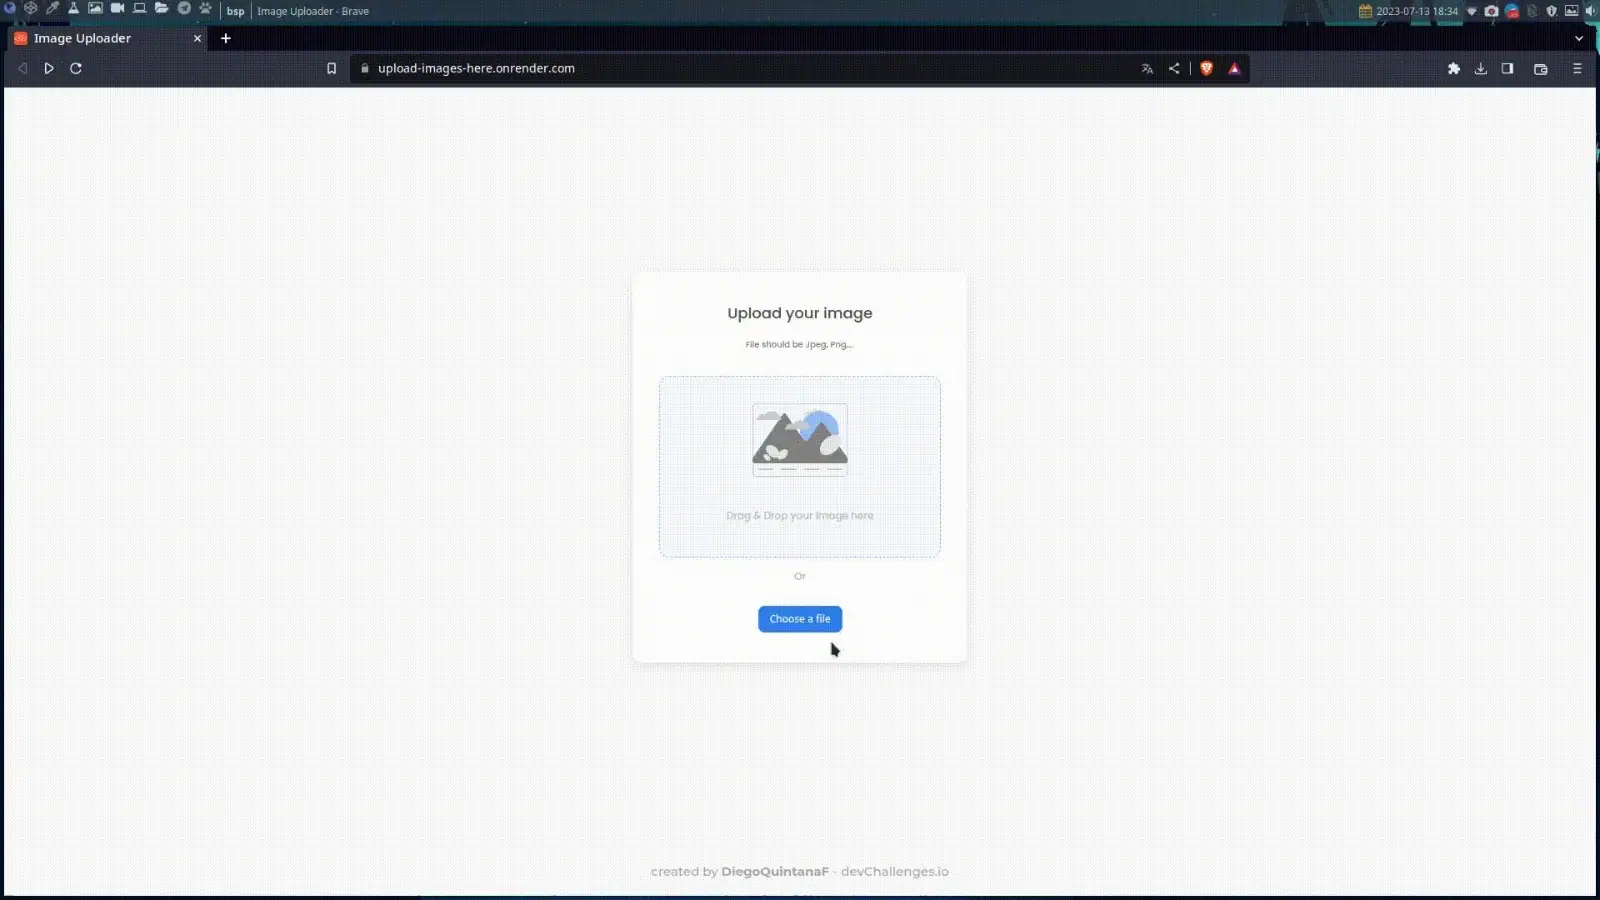 bsp Image Uploader - Brave 2023-07-13 18:34
Image Uploader
upload-images-here.onrender.com
Upload your image
File should be Jpeg, Png,...
Drag & Drop your image here
Or
Choose a file
created by DiegoQuintanaF - devChallenges.io